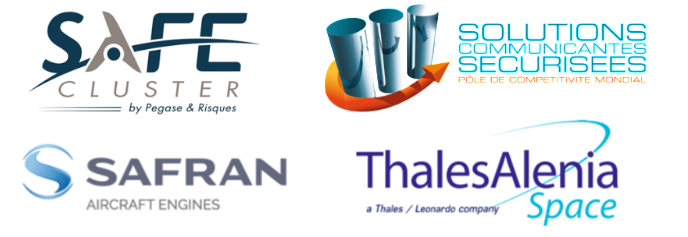 SAFE
CLUSTER
by Pegase & Risques
SOLUTIONS
COMMUNICANTES
SECURISEES
PÔLE DE COMPETITIVITE MONDIAL
SAFRAN
AIRCRAFT ENGINES
ThalesAlenia
a Thales / Leonardo company
Space